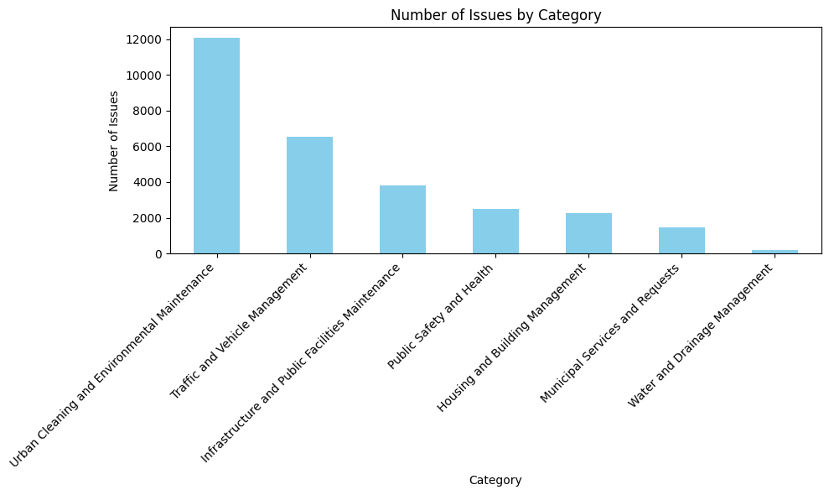 Number of Issues by Category
Number of Issues
12000
10000
8000
6000
4000
2000
0
Urban Cleaning and Environmental Maintenance
Traffic and Vehicle Management
Infrastructure and Public Facilities Maintenance
Public Safety and Health
Housing and Building Management
Municipal Services and Requests
Water and Drainage Management
Category